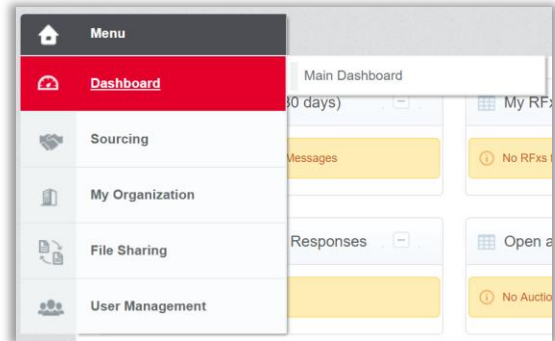 Menu
Dashboard
Main Dashboard
30 days)
My RFx
Sourcing
Messages
No RFxs
My Organization
File Sharing
Responses
Open a
User Management
No Auctio